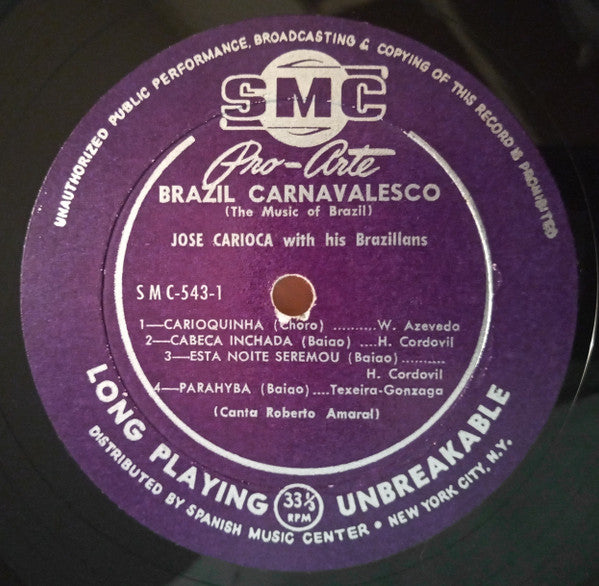 UNAUTHORIZED PUBLIC PERFORMANCE, BROADCASTING & COPYING OF THIS RECORD IS PROHIBITED
SMC
Pro-Arte
BRAZIL CARNAVALESCO
(The Music of Brazil)
JOSE CARIOCA with his Brazilians
SMC-543-1
1—CARIOQUINHA (Choro) ..........W. Azevedo
2—CABECA INCHADA (Baiao) ....H. Cordovil
3—ESTA NOITE SEREMOU (Baiao)..........
H. Cordovil
4—PARAHYBA (Baiao)....Texeira-Gonzaga
(Canta Roberto Amaral)
LONG PLAYING 33⅓ RPM UNBREAKABLE
DISTRIBUTED BY SPANISH MUSIC CENTER • NEW YORK CITY, N.Y.